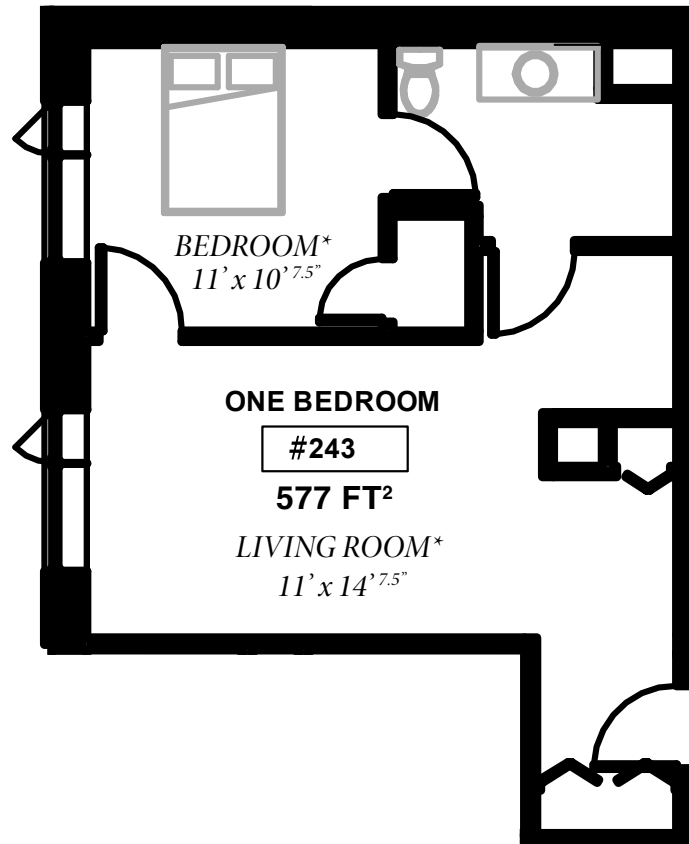 BEDROOM*
11’ x 10’ 7.5”
ONE BEDROOM
#243
577 FT²
LIVING ROOM*
11’ x 14’ 7.5”